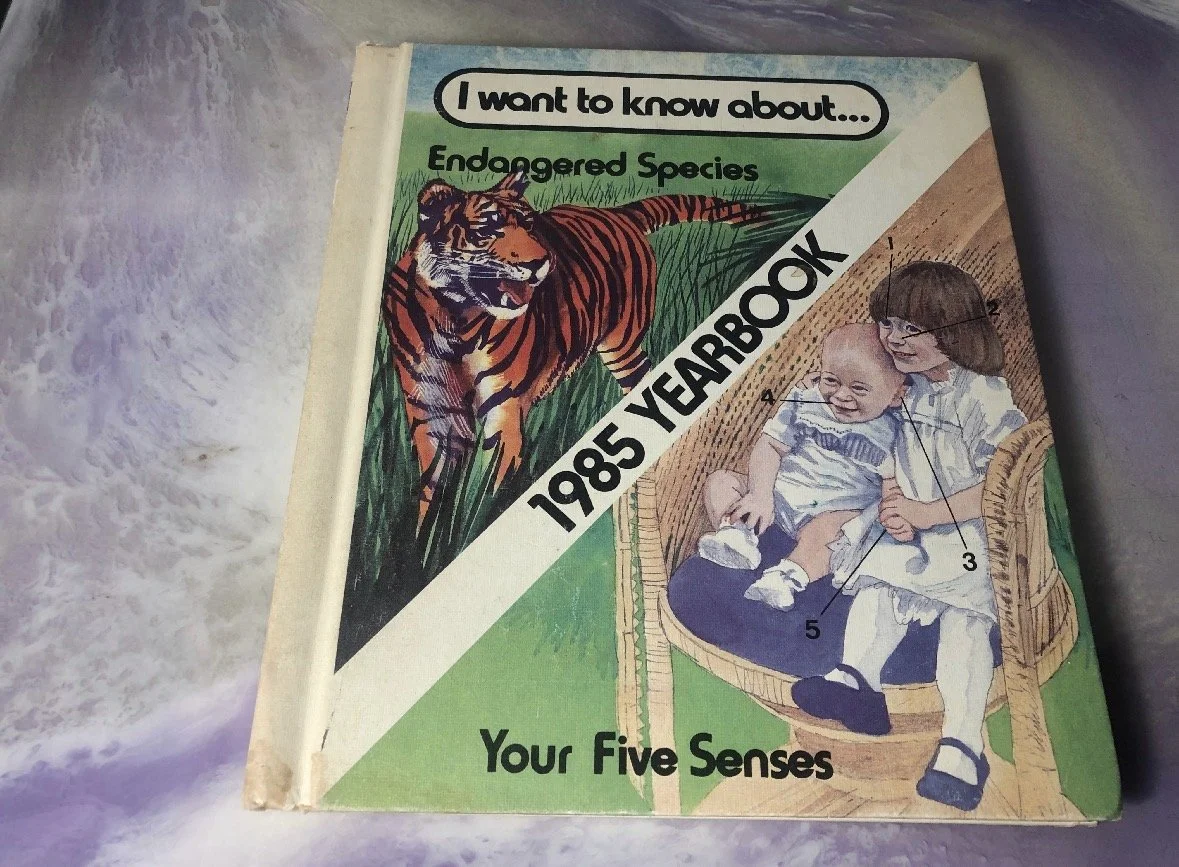 I want to know about...
Endangered Species
1985 YEARBOOK
1
2
4
3
5
Your Five Senses